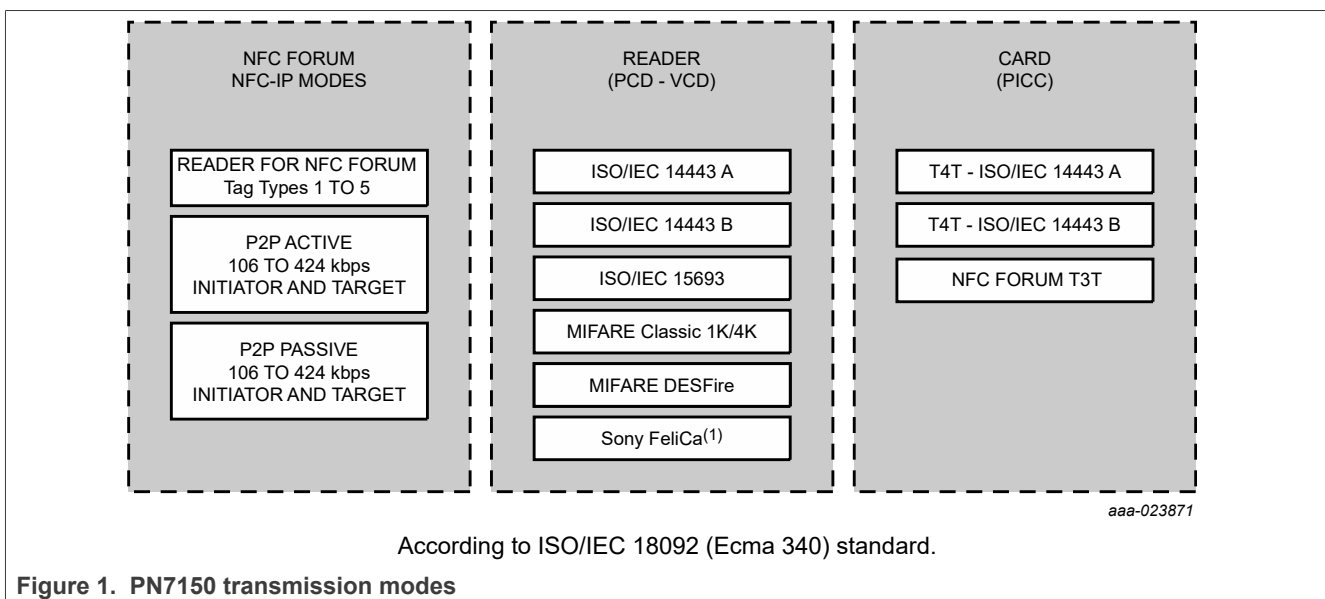 NFC FORUM
NFC-IP MODES
READER FOR NFC FORUM
Tag Types 1 TO 5
P2P ACTIVE
106 TO 424 kbps
INITIATOR AND TARGET
P2P PASSIVE
106 TO 424 kbps
INITIATOR AND TARGET
READER
(PCD - VCD)
ISO/IEC 14443 A
ISO/IEC 14443 B
ISO/IEC 15693
MIFARE Classic 1K/4K
MIFARE DESFire
Sony FeliCa(1)
CARD
(PICC)
T4T - ISO/IEC 14443 A
T4T - ISO/IEC 14443 B
NFC FORUM T3T
aaa-023871
According to ISO/IEC 18092 (Ecma 340) standard.
Figure 1. PN7150 transmission modes